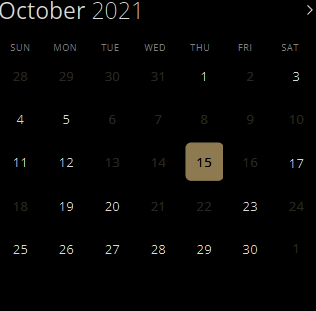 October 2021 >
SUN MON TUE WED THU FRI SAT
28 29 30 31 1 2 3
4 5 6 7 8 9 10
11 12 13 14 15 16 17
18 19 20 21 22 23 24
25 26 27 28 29 30 1